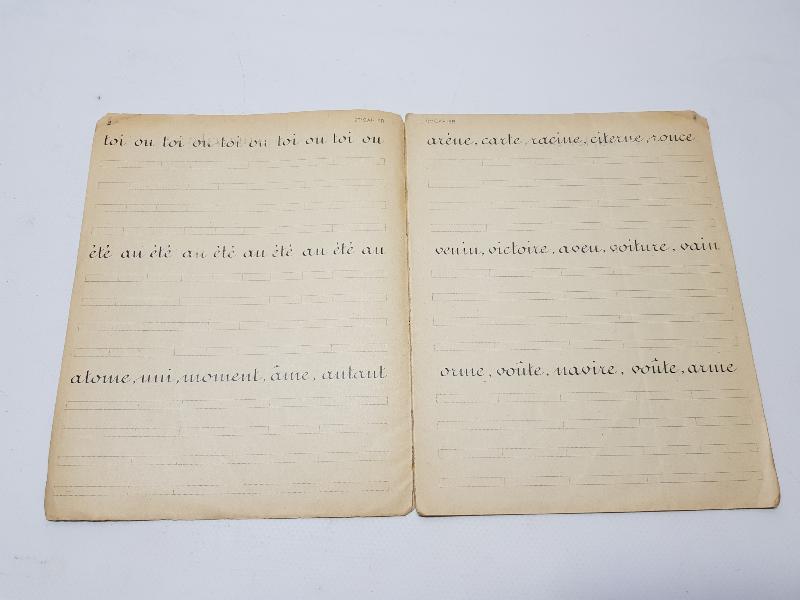 toi ou toi ou toi ou toi ou toi ou
été au été au été au été au été au
atome, uni, moment, âme, autant
arène, carte, racine, citerne, ronce
venin, victoire, aveu, voiture, vain
orme, voûte, navire, voûte, arme